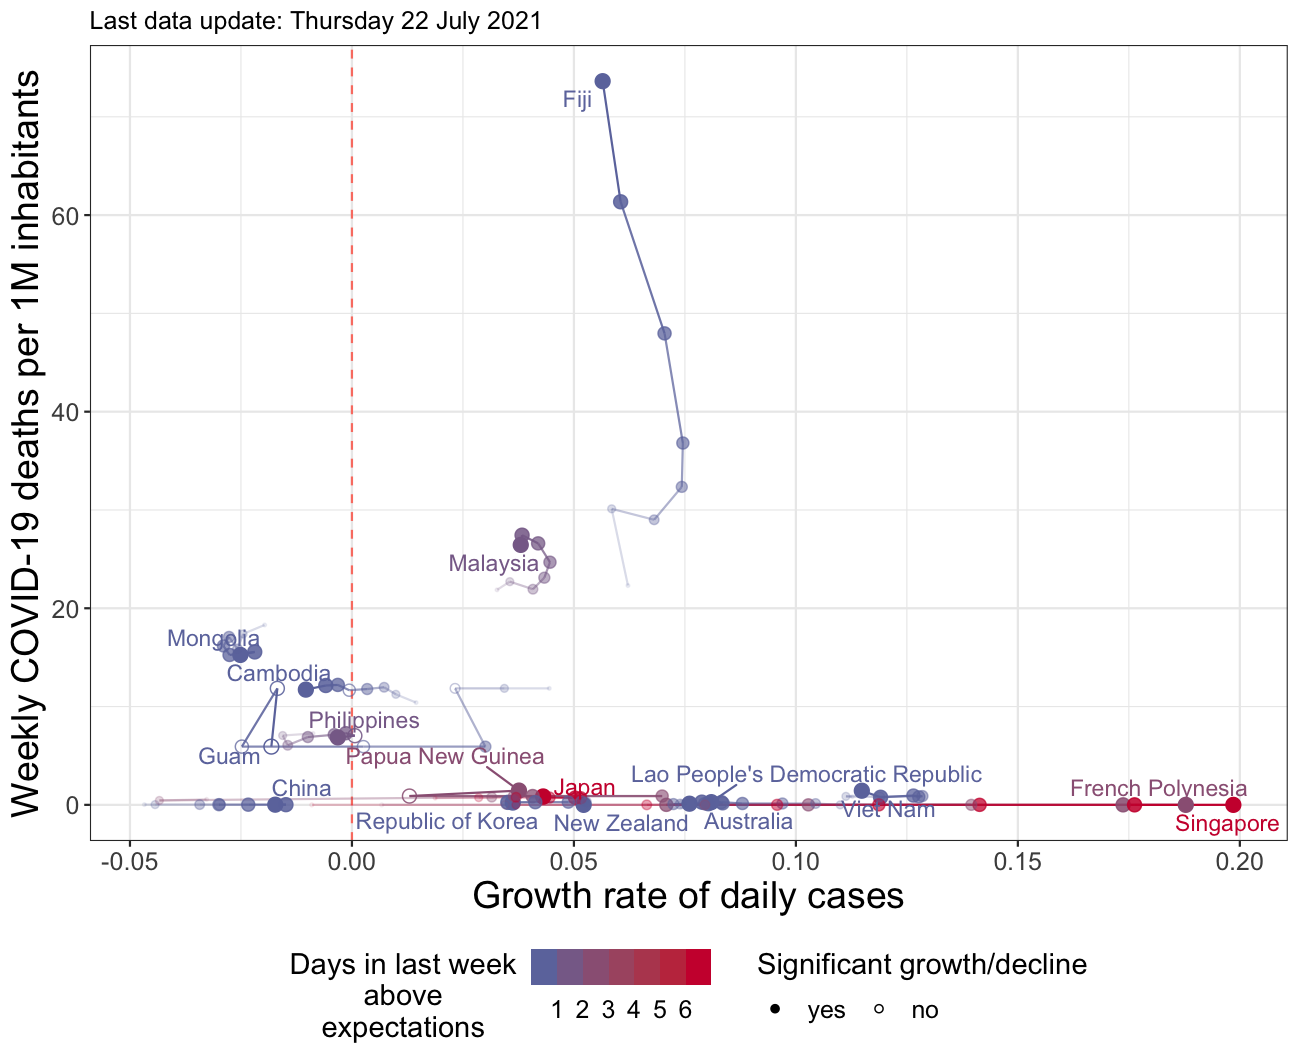 Last data update: Thursday 22 July 2021
Weekly COVID-19 deaths per 1M inhabitants
60
40
20
0
Fiji
Malaysia
Mongolia
Cambodia
Philippines
Guam
Papua New Guinea
China
Japan
Lao People's Democratic Republic
French Polynesia
Viet Nam
Republic of Korea
New Zealand
Australia
Singapore
-0.05
0.00
0.05
0.10
0.15
0.20
Growth rate of daily cases
Days in last week
above
expectations
1 2 3 4 5 6
Significant growth/decline
yes
no